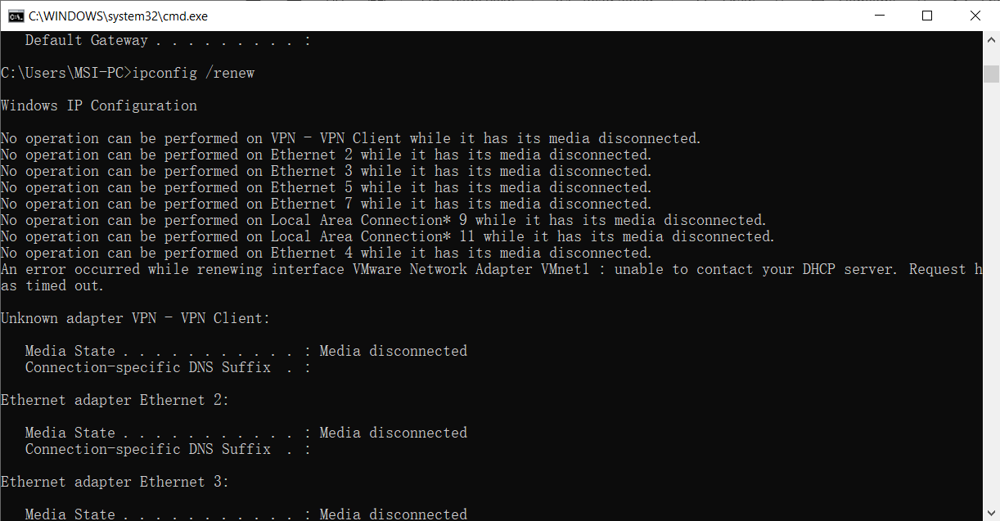 C:\WINDOWS\system32\cmd.exe
Default Gateway . . . . . . . . . :
C:\Users\MSI-PC>ipconfig /renew
Windows IP Configuration
No operation can be performed on VPN - VPN Client while it has its media disconnected.
No operation can be performed on Ethernet 2 while it has its media disconnected.
No operation can be performed on Ethernet 3 while it has its media disconnected.
No operation can be performed on Ethernet 5 while it has its media disconnected.
No operation can be performed on Ethernet 7 while it has its media disconnected.
No operation can be performed on Local Area Connection* 9 while it has its media disconnected.
No operation can be performed on Local Area Connection* 11 while it has its media disconnected.
No operation can be performed on Ethernet 4 while it has its media disconnected.
An error occurred while renewing interface VMware Network Adapter VMnet1 : unable to contact your DHCP server. Request h
as timed out.
Unknown adapter VPN - VPN Client:
Media State . . . . . . . . . . . : Media disconnected
Connection-specific DNS Suffix  . :
Ethernet adapter Ethernet 2:
Media State . . . . . . . . . . . : Media disconnected
Connection-specific DNS Suffix  . :
Ethernet adapter Ethernet 3:
Media State . . . . . . . . . . . : Media disconnected